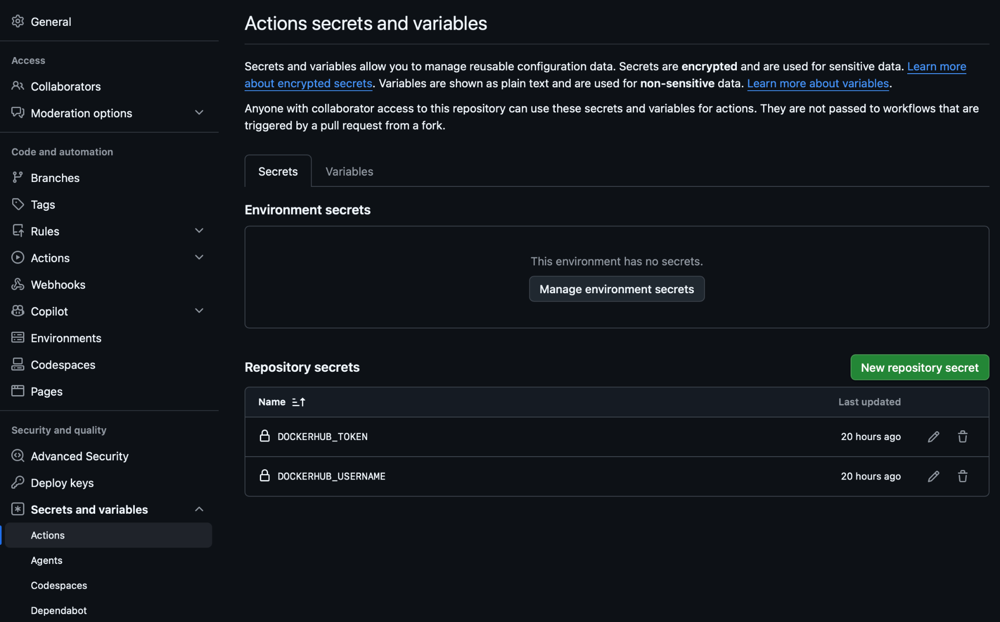 General
Access
Collaborators
Moderation options
Code and automation
Branches
Tags
Rules
Actions
Webhooks
Copilot
Environments
Codespaces
Pages
Security and quality
Advanced Security
Deploy keys
Secrets and variables
Actions
Agents
Codespaces
Dependabot
Actions secrets and variables
Secrets and variables allow you to manage reusable configuration data. Secrets are encrypted and are used for sensitive data. Learn more
about encrypted secrets. Variables are shown as plain text and are used for non-sensitive data. Learn more about variables.
Anyone with collaborator access to this repository can use these secrets and variables for actions. They are not passed to workflows that are
triggered by a pull request from a fork.
Secrets Variables
Environment secrets
This environment has no secrets.
Manage environment secrets
Repository secrets New repository secret
Name Last updated
DOCKERHUB_TOKEN 20 hours ago
DOCKERHUB_USERNAME 20 hours ago